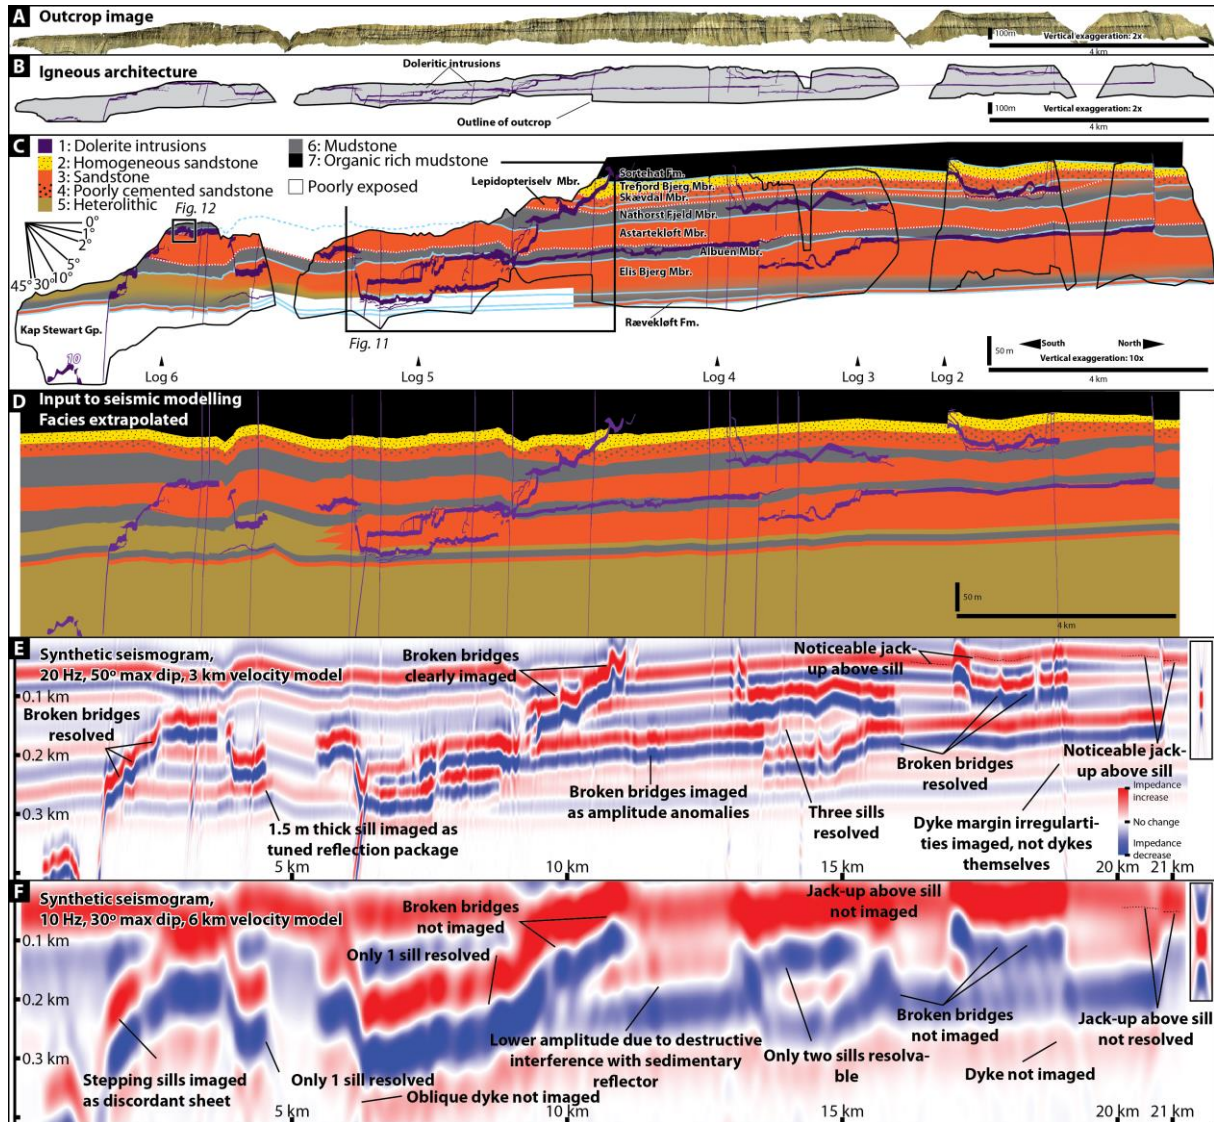 A Outcrop image
100m
Vertical exaggeration: 2x
4 km
B Igneous architecture
Doleritic intrusions
Outline of outcrop
100m
Vertical exaggeration: 2x
4 km
C
1: Dolerite intrusions
2: Homogeneous sandstone
3: Sandstone
4: Poorly cemented sandstone
5: Heterolithic
6: Mudstone
7: Organic rich mudstone
Poorly exposed
Fig. 12
0°
1°
2°
5°
10°
30°
45°
Lepidopteriselv Mbr.
Sortehat Fm.
Trefjord Bjerg Mbr.
Skævdal Mbr.
Nathorst Fjeld Mbr.
Astartekløft Mbr.
Albuen Mbr.
Elis Bjerg Mbr.
Rævekløft Fm.
Kap Stewart Gp.
10
Fig. 11
50 m
South
North
Vertical exaggeration: 10x
4 km
Log 6
Log 5
Log 4
Log 3
Log 2
D Input to seismic modelling
Facies extrapolated
50 m
4 km
E Synthetic seismogram,
20 Hz, 50º max dip, 3 km velocity model
0.1 km
0.2 km
0.3 km
Broken bridges
resolved
Broken bridges
clearly imaged
Noticeable jack-
up above sill
1.5 m thick sill imaged as
tuned reflection package
Broken bridges imaged
as amplitude anomalies
Three sills
resolved
Broken bridges
resolved
Dyke margin irregularti-
ties imaged, not dykes
themselves
Noticeable jack-
up above sill
Impedance
increase
No change
Impedance
decrease
5 km
10 km
15 km
20 km
21 km
F Synthetic seismogram,
10 Hz, 30º max dip, 6 km velocity model
0.1 km
0.2 km
0.3 km
Broken bridges
not imaged
Only 1 sill resolved
Jack-up above sill
not imaged
Stepping sills imaged
as discordant sheet
Only 1 sill resolved
Oblique dyke not imaged
Lower amplitude due to destructive
interference with sedimentary
reflector
Only two sills resolva-
ble
Broken bridges
not imaged
Dyke not imaged
Jack-up above sill
not resolved
5 km
10 km
15 km
20 km
21 km